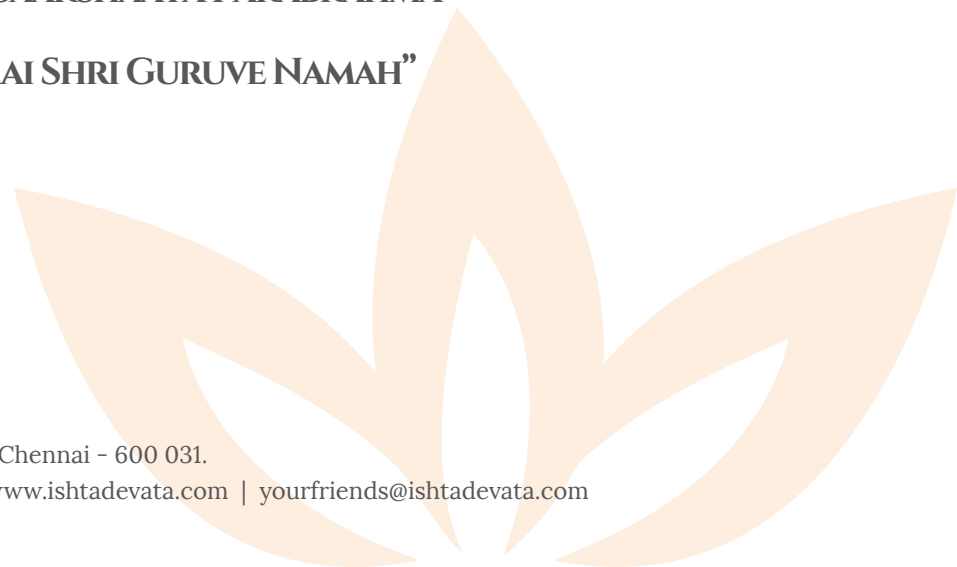 AI SHRI GURUVE NAMAH”
Chennai - 600 031.
www.ishtadevata.com | yourfriends@ishtadevata.com